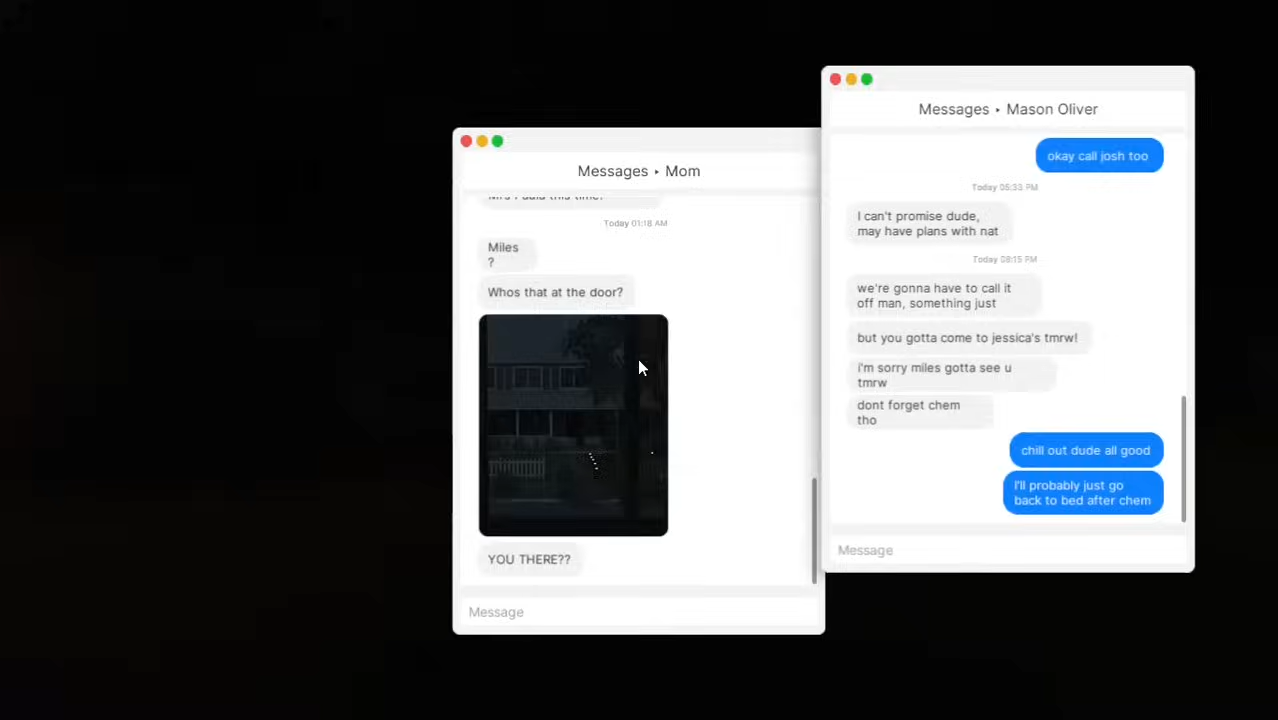 Messages ‣ Mom
Today 01:18 AM
Miles
?
Whos that at the door?
YOU THERE??
Message
Messages ‣ Mason Oliver
okay call josh too
Today 05:33 PM
I can't promise dude,
may have plans with nat
Today 08:15 PM
we're gonna have to call it
off man, something just
but you gotta come to jessica's tmrw!
i'm sorry miles gotta see u
tmrw
dont forget chem
tho
chill out dude all good
I'll probably just go
back to bed after chem
Message